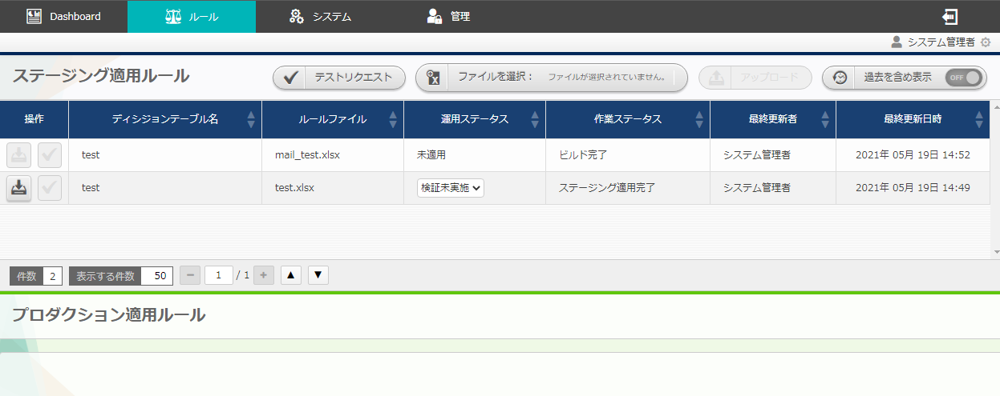 Dashboard ルール システム 管理
システム管理者
ステージング適用ルール テストリクエスト ファイルを選択： ファイルが選択されていません。 アップロード 過去を含め表示 OFF
操作 ディシジョンテーブル名 ルールファイル 運用ステータス 作業ステータス 最終更新者 最終更新日時
test mail_test.xlsx 未適用 ビルド完了 システム管理者 2021年 05月 19日 14:52
test test.xlsx 検証未実施 ステージング適用完了 システム管理者 2021年 05月 19日 14:49
件数 2 表示する件数 50 − 1 / 1 + ▲ ▼
プロダクション適用ルール